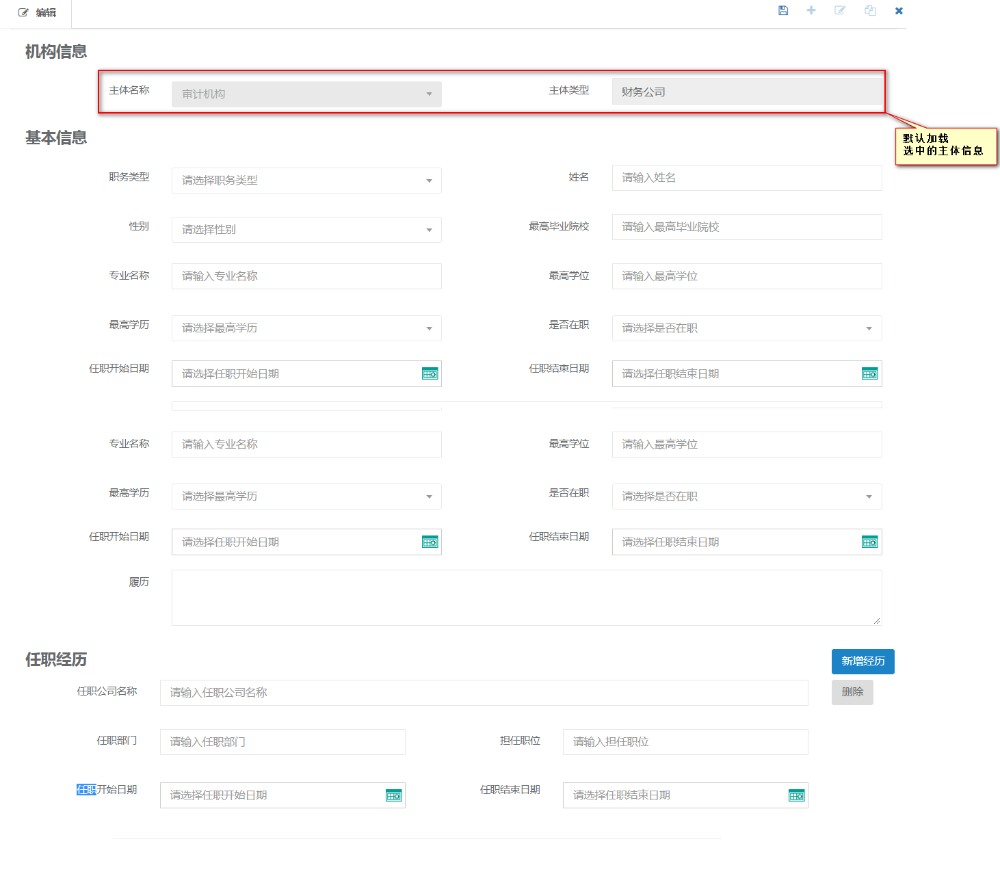 编辑
机构信息
主体名称 审计机构 主体类型 财务公司
默认加载
选中的主体信息
基本信息
职务类型 请选择职务类型 姓名 请输入姓名
性别 请选择性别 最高毕业院校 请输入最高毕业院校
专业名称 请输入专业名称 最高学位 请输入最高学位
最高学历 请选择最高学历 是否在职 请选择是否在职
任职开始日期 请选择任职开始日期 任职结束日期 请选择任职结束日期
专业名称 请输入专业名称 最高学位 请输入最高学位
最高学历 请选择最高学历 是否在职 请选择是否在职
任职开始日期 请选择任职开始日期 任职结束日期 请选择任职结束日期
履历
任职经历 新增经历
任职公司名称 请输入任职公司名称 删除
任职部门 请输入任职部门 担任职位 请输入担任职位
任职开始日期 请选择任职开始日期 任职结束日期 请选择任职结束日期